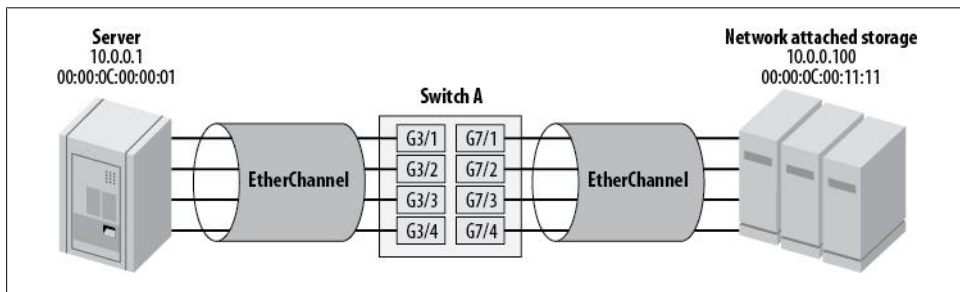 Server
10.0.0.1
00:00:0C:00:00:01
Network attached storage
10.0.0.100
00:00:0C:00:11:11
Switch A
EtherChannel
G3/1 G7/1
G3/2 G7/2
G3/3 G7/3
G3/4 G7/4
EtherChannel